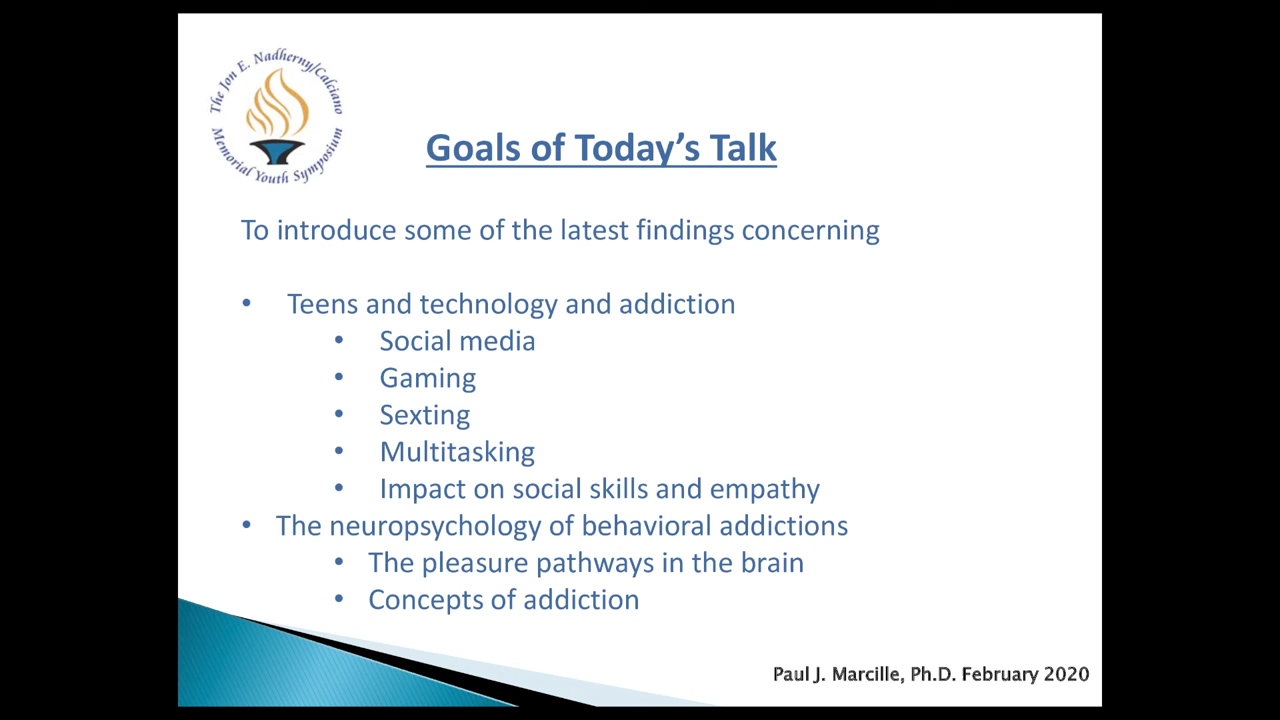 The Jon E. Nadherny/Calciano
Memorial Youth Symposium
Goals of Today's Talk
To introduce some of the latest findings concerning
• Teens and technology and addiction
• Social media
• Gaming
• Sexting
• Multitasking
• Impact on social skills and empathy
• The neuropsychology of behavioral addictions
• The pleasure pathways in the brain
• Concepts of addiction
Paul J. Marcille, Ph.D. February 2020